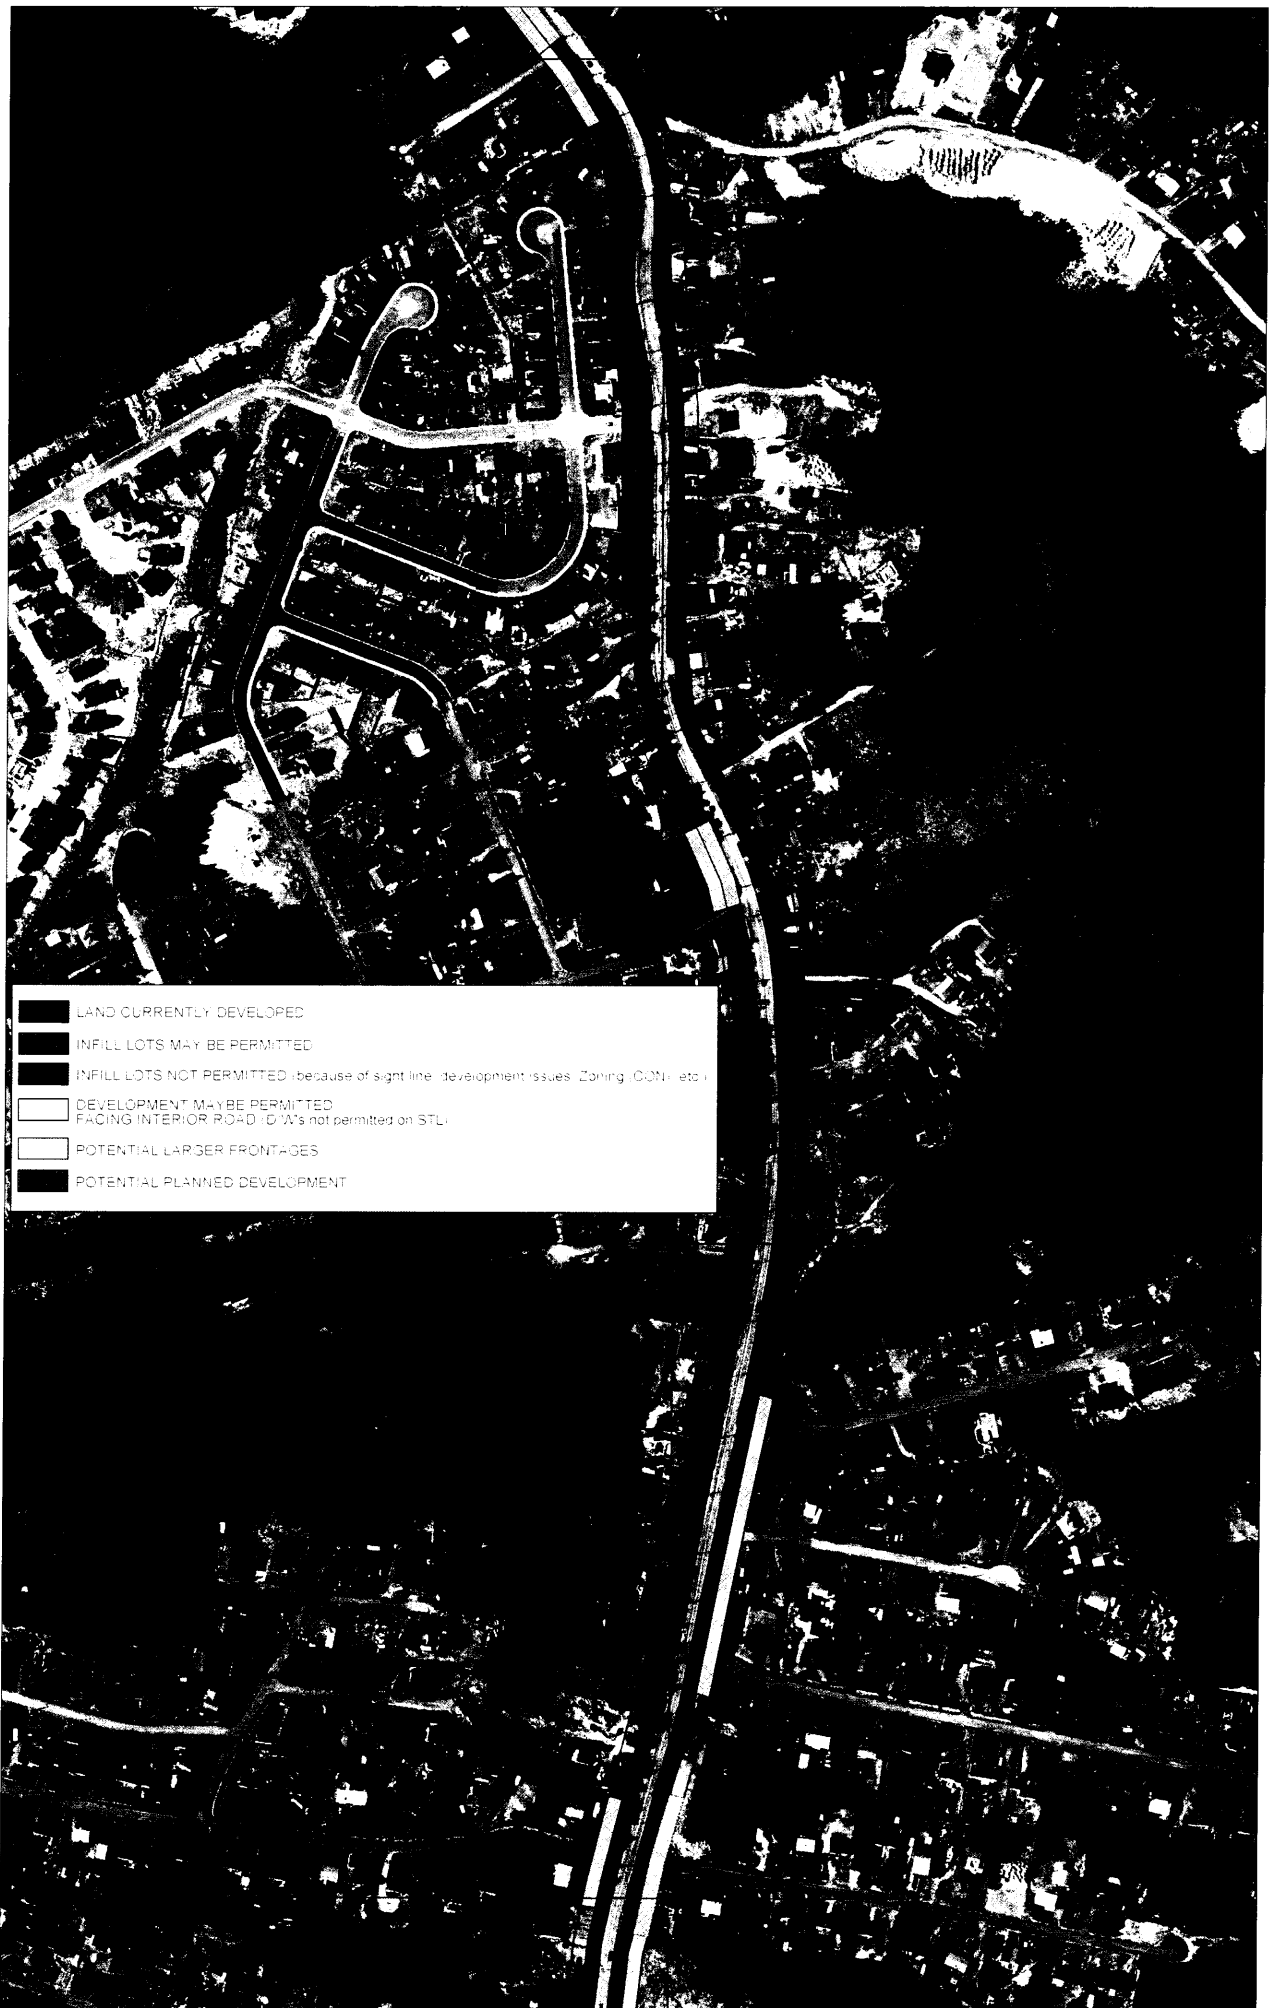 LAND CURRENTLY DEVELOPED
INFILL LOTS MAY BE PERMITTED
INFILL LOTS NOT PERMITTED (because of sight line, development issues, Zoning (CON), etc.)
DEVELOPMENT MAYBE PERMITTED
FACING INTERIOR ROAD (D/W's not permitted on STL)
POTENTIAL LARGER FRONTAGES
POTENTIAL PLANNED DEVELOPMENT